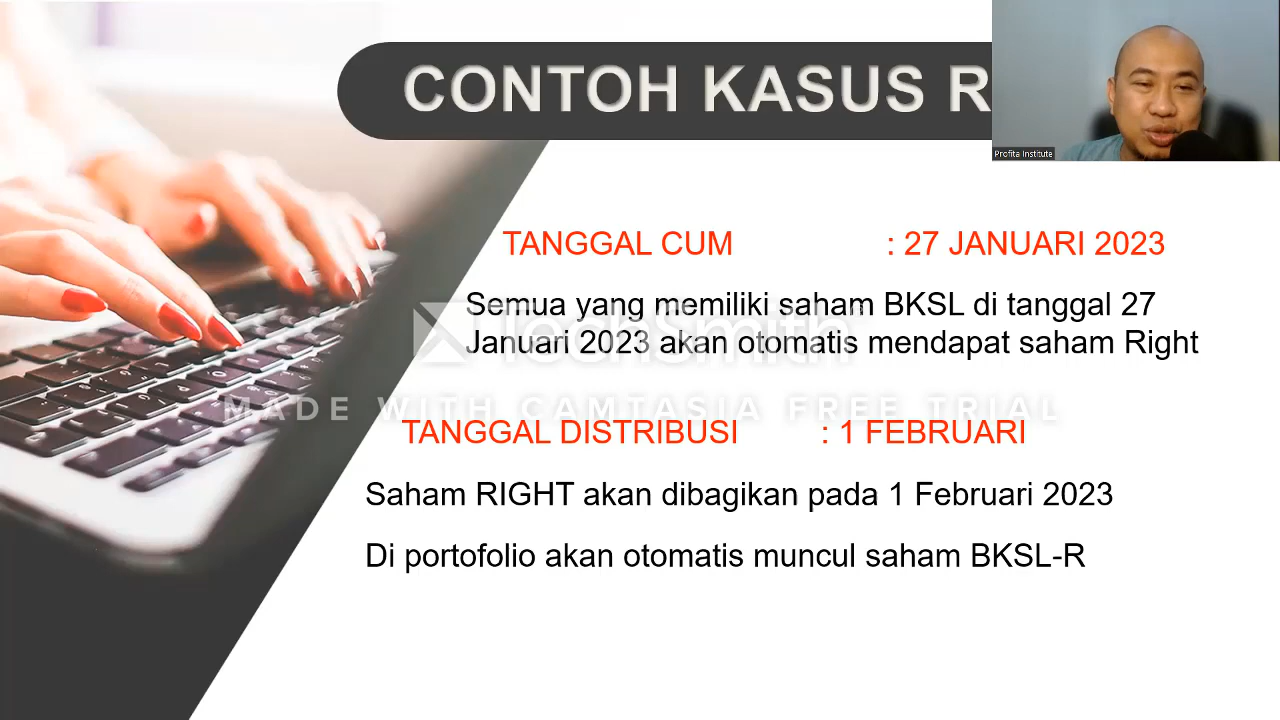 CONTOH KASUS R
Profita Institute
TANGGAL CUM : 27 JANUARI 2023
Semua yang memiliki saham BKSL di tanggal 27
Januari 2023 akan otomatis mendapat saham Right
TechSmith
MADE WITH CAMTASIA FREE TRIAL
TANGGAL DISTRIBUSI : 1 FEBRUARI
Saham RIGHT akan dibagikan pada 1 Februari 2023
Di portofolio akan otomatis muncul saham BKSL-R